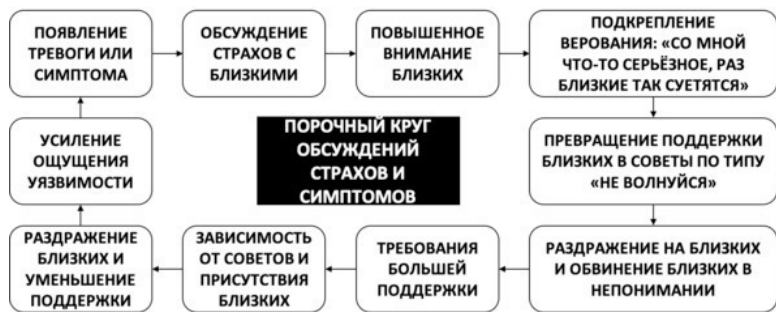 ПОЯВЛЕНИЕ
ТРЕВОГИ ИЛИ
СИМПТОМА
ОБСУЖДЕНИЕ
СТРАХОВ С
БЛИЗКИМИ
ПОВЫШЕННОЕ
ВНИМАНИЕ
БЛИЗКИХ
ПОДКРЕПЛЕНИЕ
ВЕРОВАНИЯ: «СО МНОЙ
ЧТО-ТО СЕРЬЁЗНОЕ, РАЗ
БЛИЗКИЕ ТАК СУЕТЯТСЯ»
ПРЕВРАЩЕНИЕ ПОДДЕРЖКИ
БЛИЗКИХ В СОВЕТЫ ПО ТИПУ
«НЕ ВОЛНУЙСЯ»
РАЗДРАЖЕНИЕ НА БЛИЗКИХ
И ОБВИНЕНИЕ БЛИЗКИХ В
НЕПОНИМАНИИ
ТРЕБОВАНИЯ
БОЛЬШЕЙ
ПОДДЕРЖКИ
ЗАВИСИМОСТЬ
ОТ СОВЕТОВ И
ПРИСУТСТВИЯ
БЛИЗКИХ
РАЗДРАЖЕНИЕ
БЛИЗКИХ И
УМЕНЬШЕНИЕ
ПОДДЕРЖКИ
УСИЛЕНИЕ
ОЩУЩЕНИЯ
УЯЗВИМОСТИ
ПОРОЧНЫЙ КРУГ
ОБСУЖДЕНИЙ
СТРАХОВ И
СИМПТОМОВ